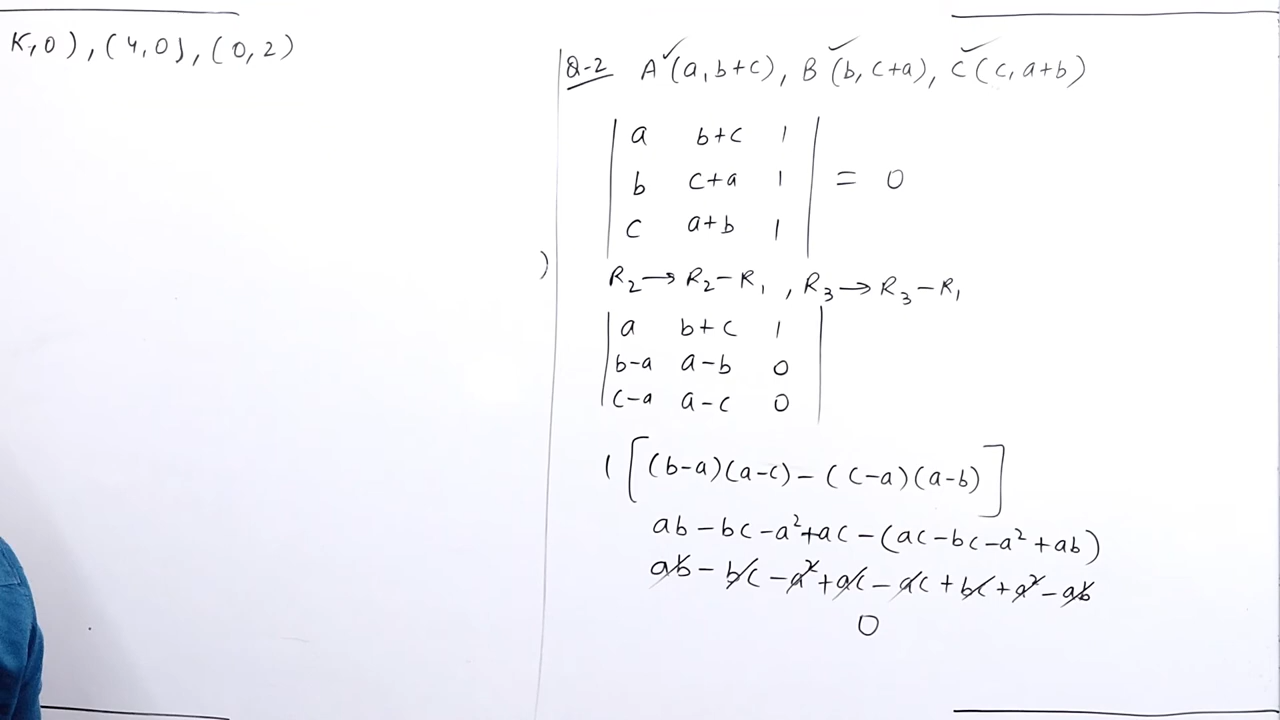 K,0), (4,0), (0,2)
)
Q-2 A(a, b+c), B(b, c+a), C(c, a+b)
| a b+c 1 |
| b c+a 1 | = 0
| c a+b 1 |
R₂→R₂-R₁, R₃→R₃-R₁
| a b+c 1 |
| b-a a-b 0 |
| c-a a-c 0 |
1[(b-a)(a-c)-(c-a)(a-b)]
ab-bc-a²+ac-(ac-bc-a²+ab)
ab-bc-a²+ac-ac+bc+a²-ab
0